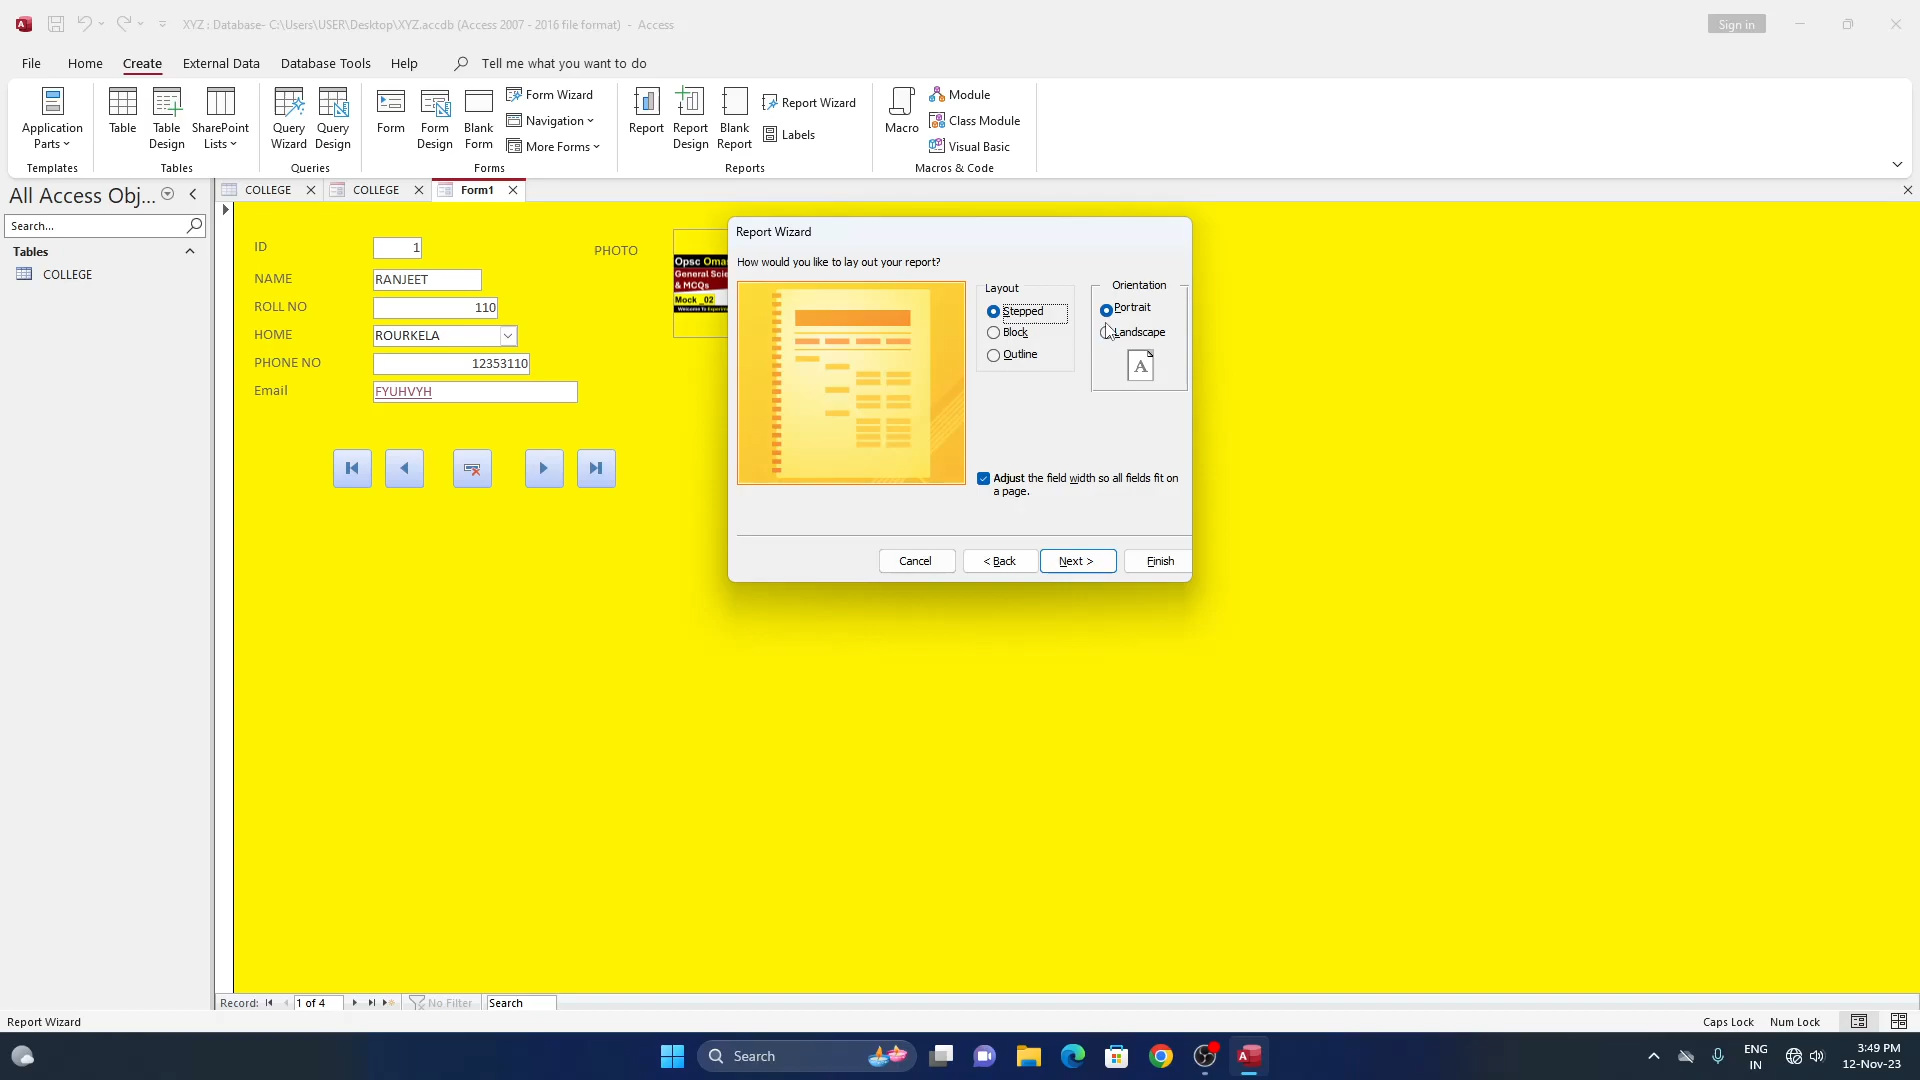 XYZ : Database- C:\Users\USER\Desktop\XYZ.accdb (Access 2007 - 2016 file format) - Access
Sign in
File Home Create External Data Database Tools Help Tell me what you want to do
Application Parts
Table
Table Design
SharePoint Lists
Query Wizard
Query Design
Form
Form Design
Blank Form
Form Wizard
Navigation
More Forms
Report
Report Design
Blank Report
Report Wizard
Labels
Macro
Module
Class Module
Visual Basic
Templates Tables Queries Forms Reports Macros & Code
All Access Obj...
Search...
Tables
COLLEGE
COLLEGE COLLEGE Form1
ID 1
NAME RANJEET
ROLL NO 110
HOME ROURKELA
PHONE NO 12353110
Email FYUHVYH
PHOTO
Opsc Oma
General Scie
& MCQs
Mock _02
Report Wizard
How would you like to lay out your report?
Layout
Stepped
Block
Outline
Orientation
Portrait
Landscape
A
Adjust the field width so all fields fit on
a page.
Cancel < Back Next > Finish
Record: 1 of 4 No Filter Search
Report Wizard
Caps Lock Num Lock
Search
ENG
IN
3:49 PM
12-Nov-23